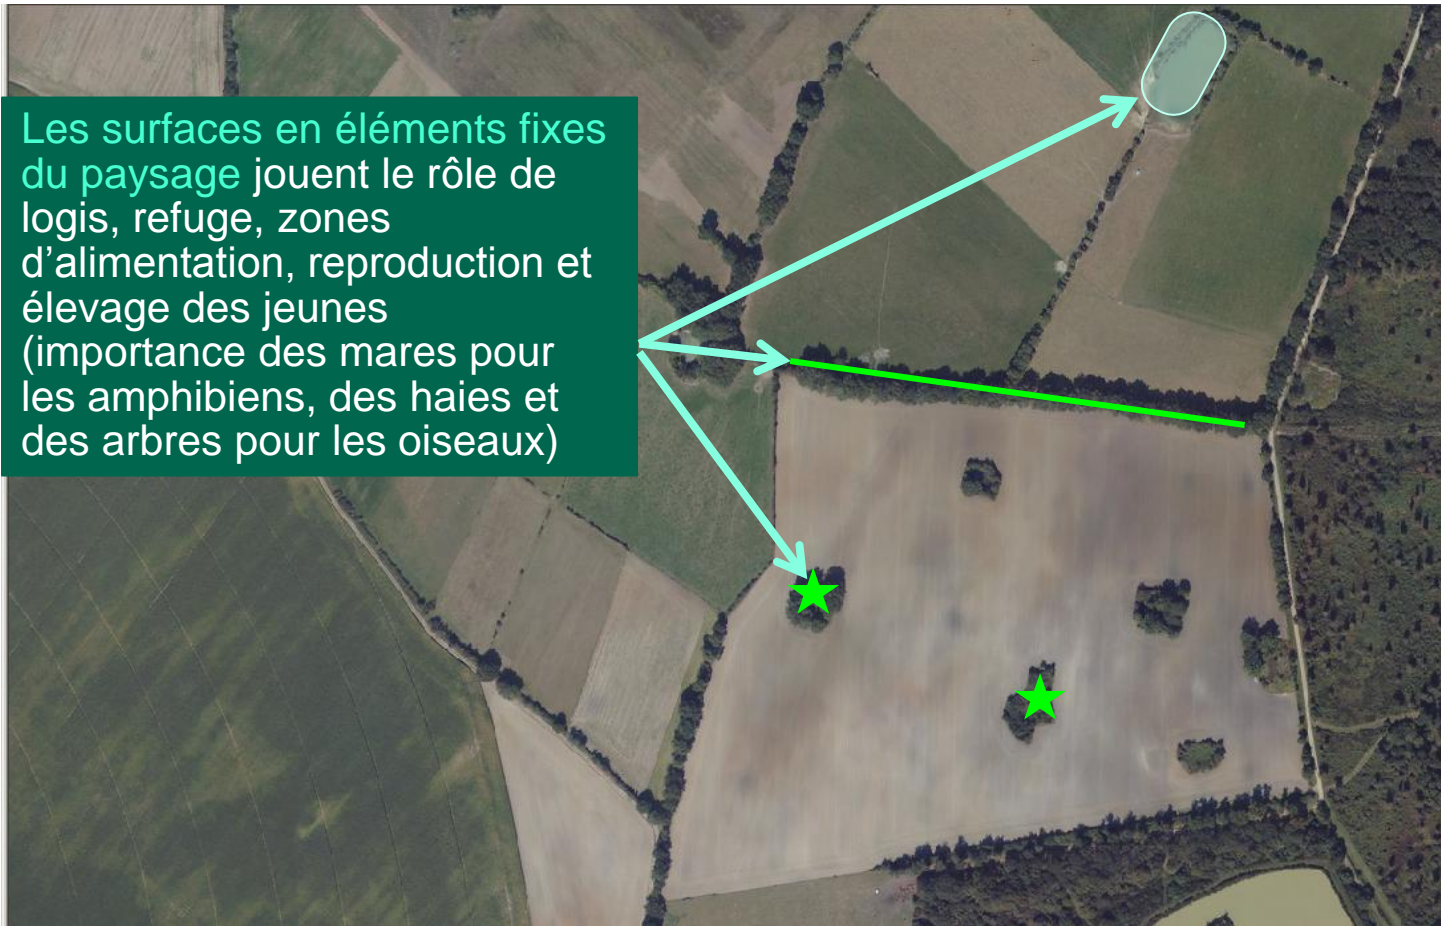 Les surfaces en éléments fixes
du paysage jouent le rôle de
logis, refuge, zones
d’alimentation, reproduction et
élevage des jeunes
(importance des mares pour
les amphibiens, des haies et
des arbres pour les oiseaux)